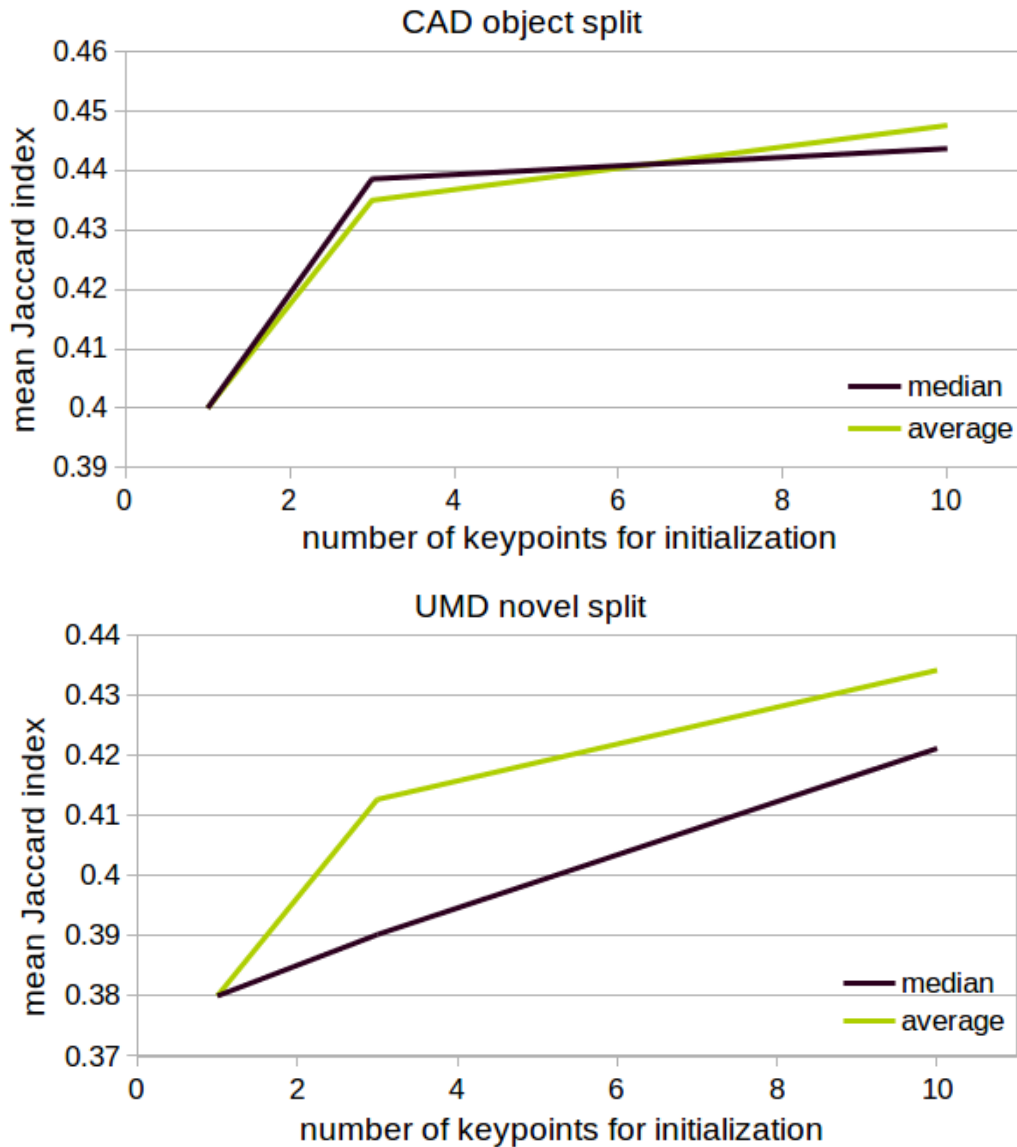 CAD object split
0.46
0.45
0.44
0.43
0.42
0.41
0.4
0.39
mean Jaccard index
median
average
0 2 4 6 8 10
number of keypoints for initialization
UMD novel split
0.44
0.43
0.42
0.41
0.4
0.39
0.38
0.37
mean Jaccard index
median
average
0 2 4 6 8 10
number of keypoints for initialization